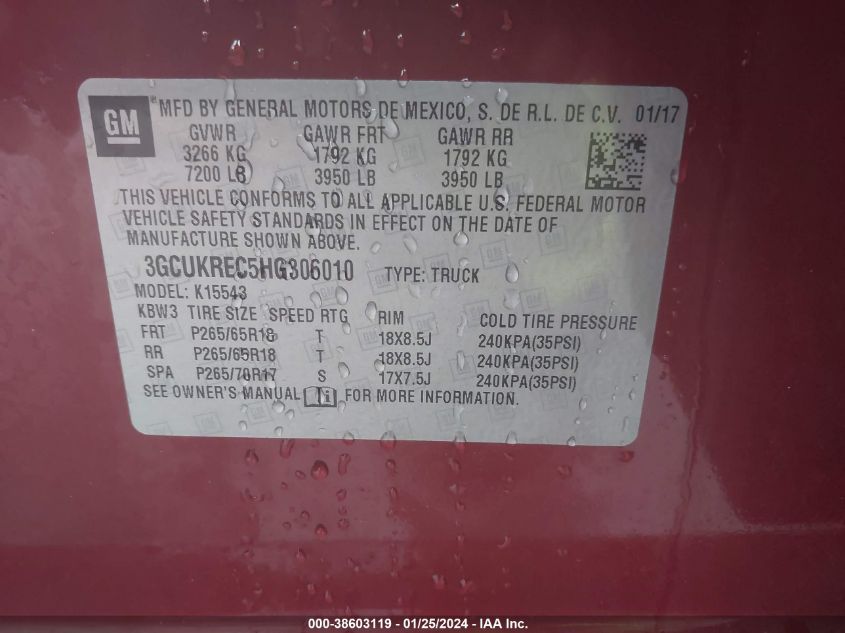 GM ® MFD BY GENERAL MOTORS DE MEXICO, S. DE R.L. DE C.V. 01/17
GVWR GAWR FRT GAWR RR
3266 KG 1792 KG 1792 KG
7200 LB 3950 LB 3950 LB
THIS VEHICLE CONFORMS TO ALL APPLICABLE U.S. FEDERAL MOTOR
VEHICLE SAFETY STANDARDS IN EFFECT ON THE DATE OF
MANUFACTURE SHOWN ABOVE.
3GCUKREC5HG306010 TYPE: TRUCK
MODEL: K15543
KBW3 TIRE SIZE SPEED RTG RIM COLD TIRE PRESSURE
FRT P265/65R18 T 18X8.5J 240KPA(35PSI)
RR P265/65R18 T 18X8.5J 240KPA(35PSI)
SPA P265/70R17 S 17X7.5J 240KPA(35PSI)
SEE OWNER'S MANUAL i FOR MORE INFORMATION.
000-38603119 - 01/25/2024 - IAA Inc.